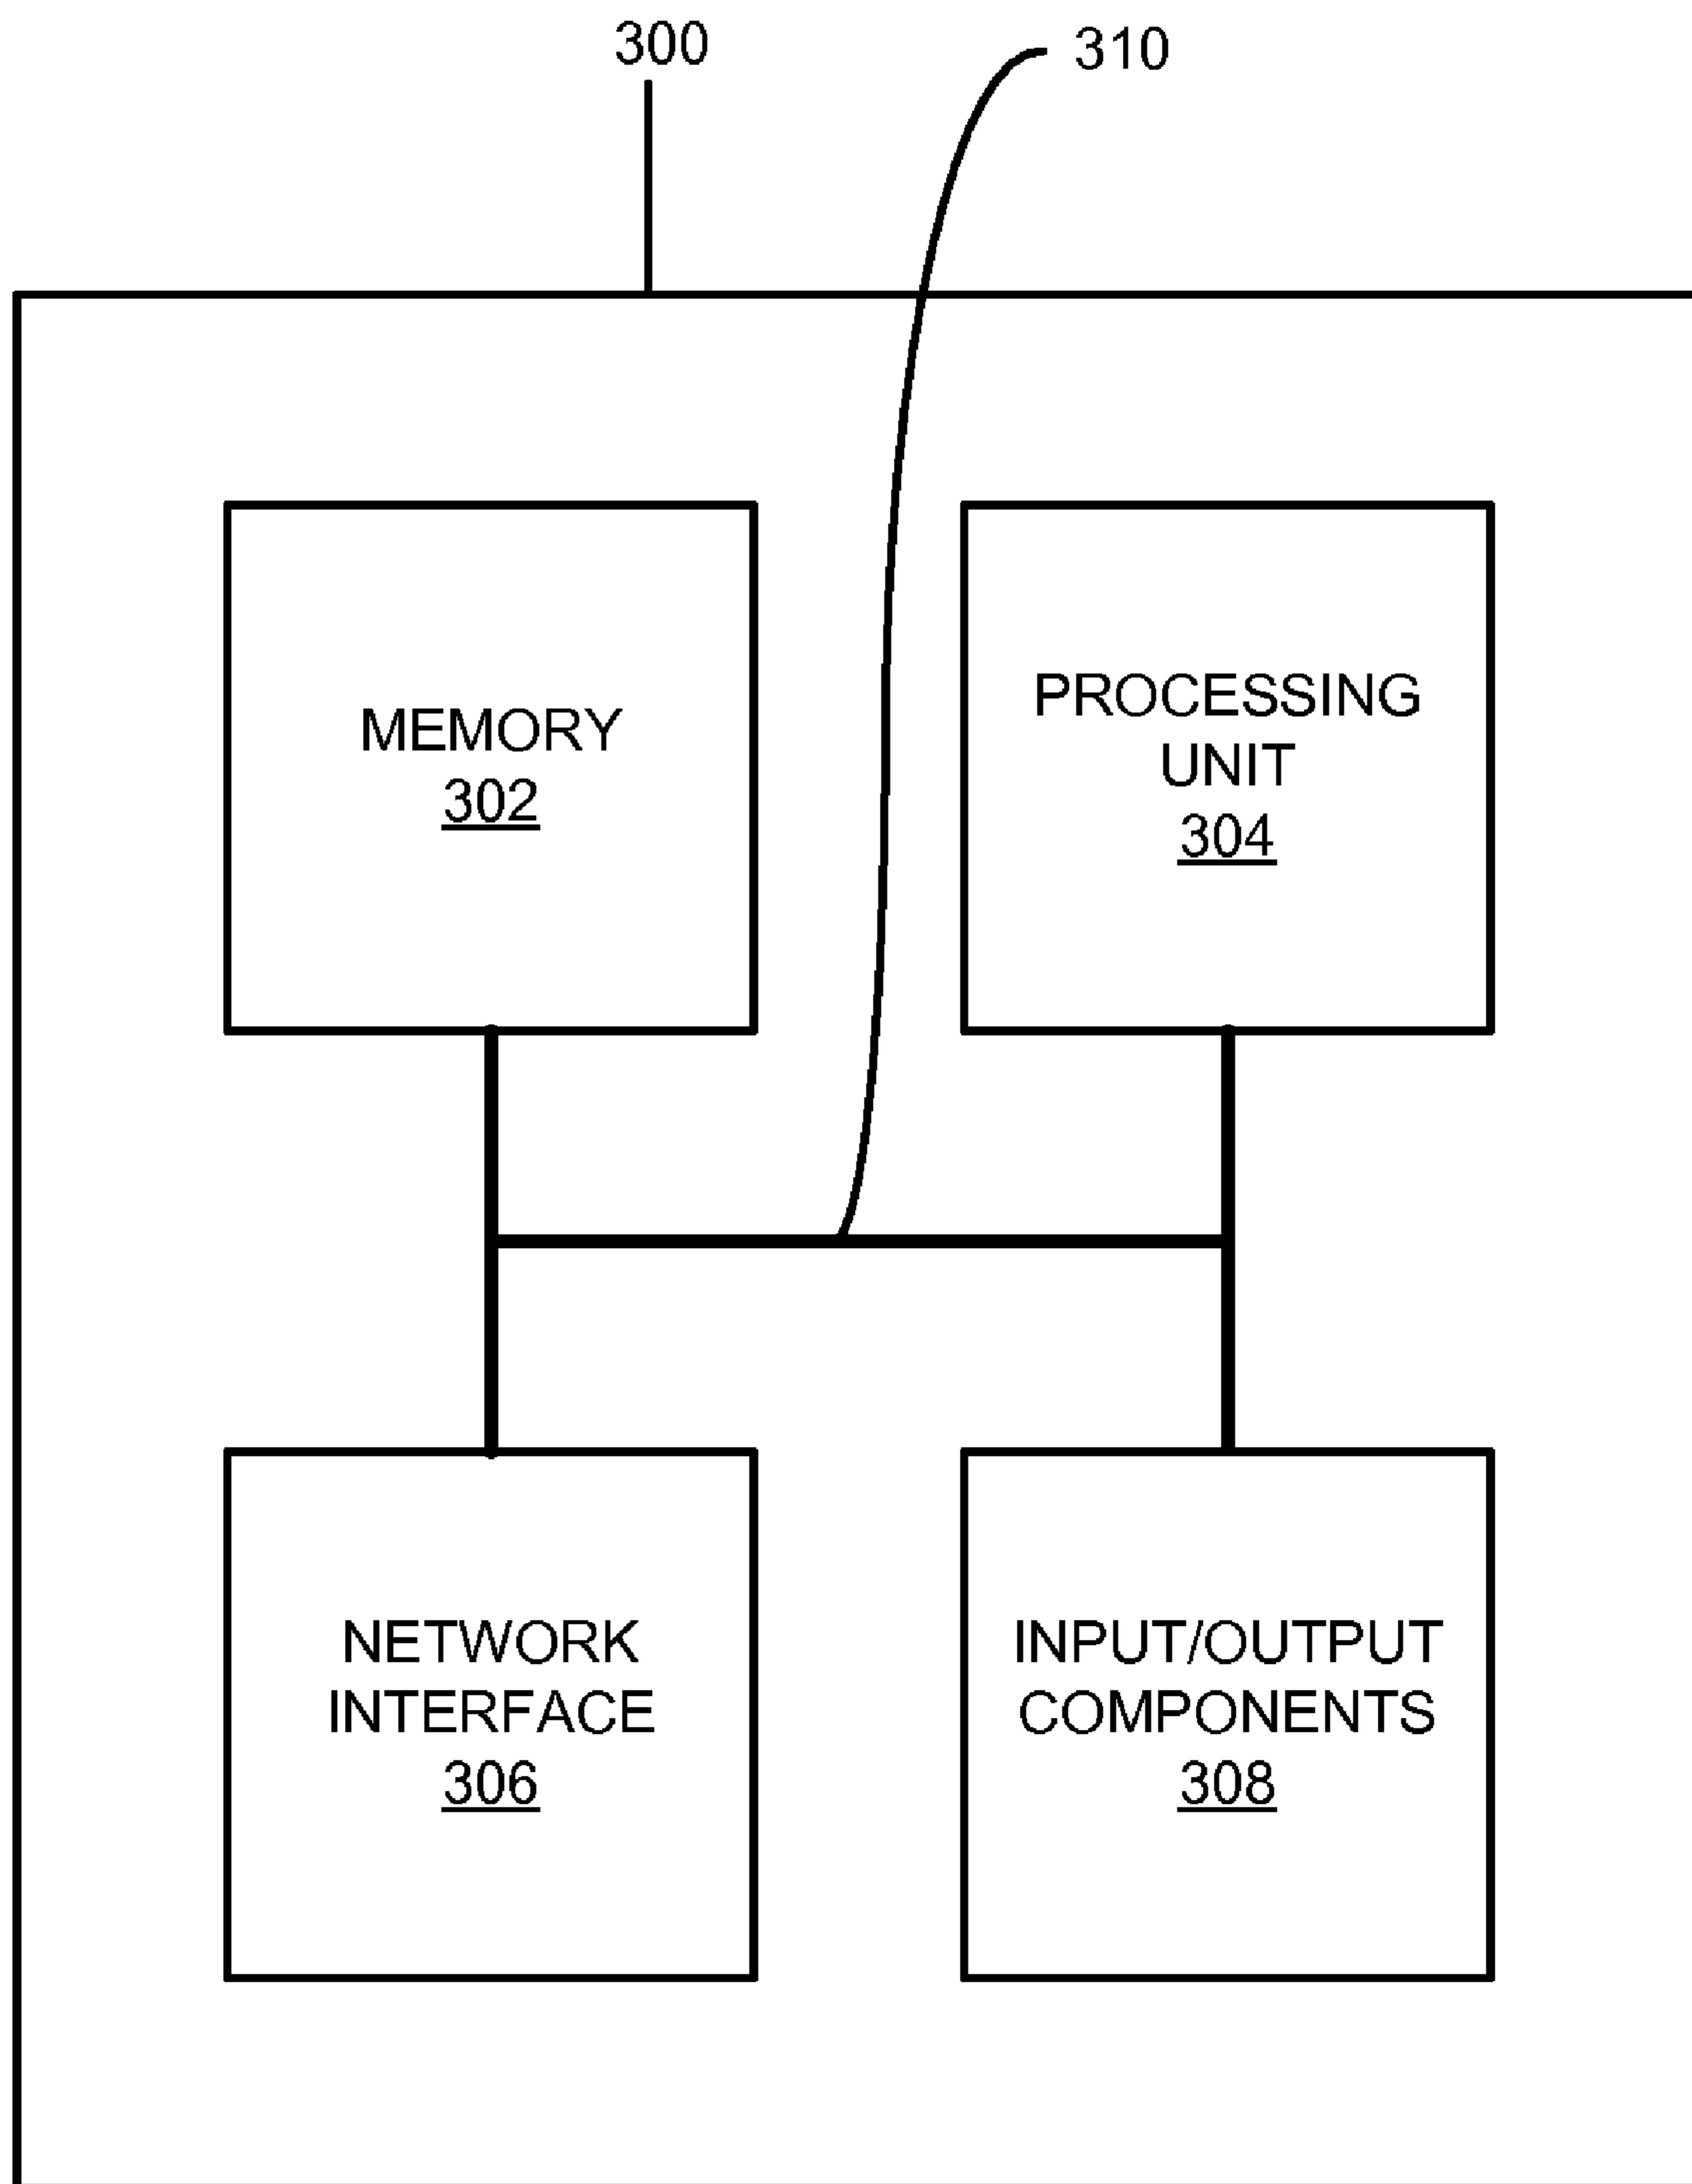 300
310
MEMORY
302
PROCESSING
UNIT
304
NETWORK
INTERFACE
306
INPUT/OUTPUT
COMPONENTS
308